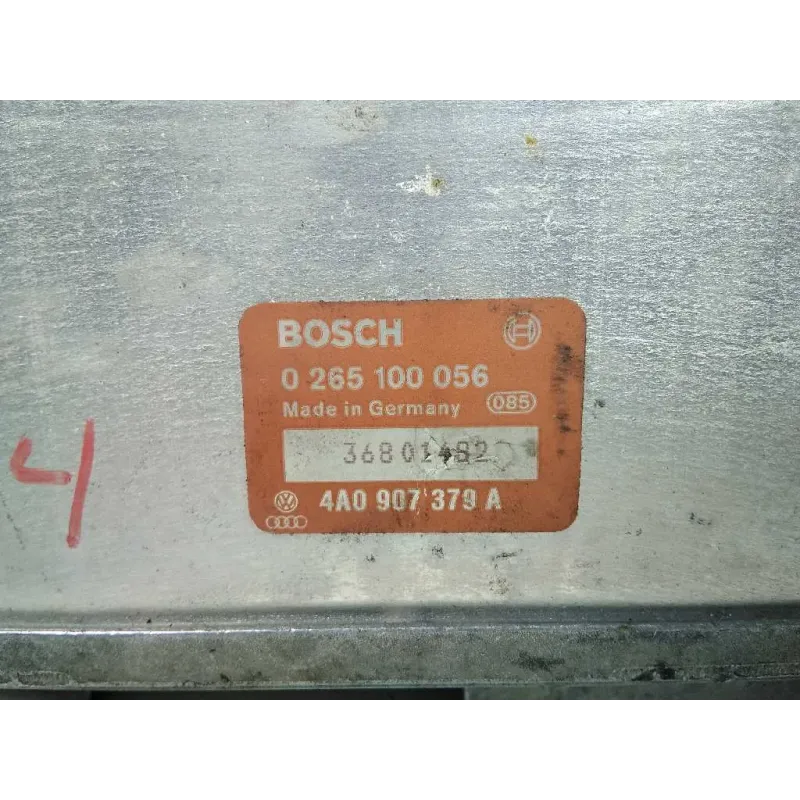 BOSCH
0 265 100 056
Made in Germany 085
4
4A0 907 379 A